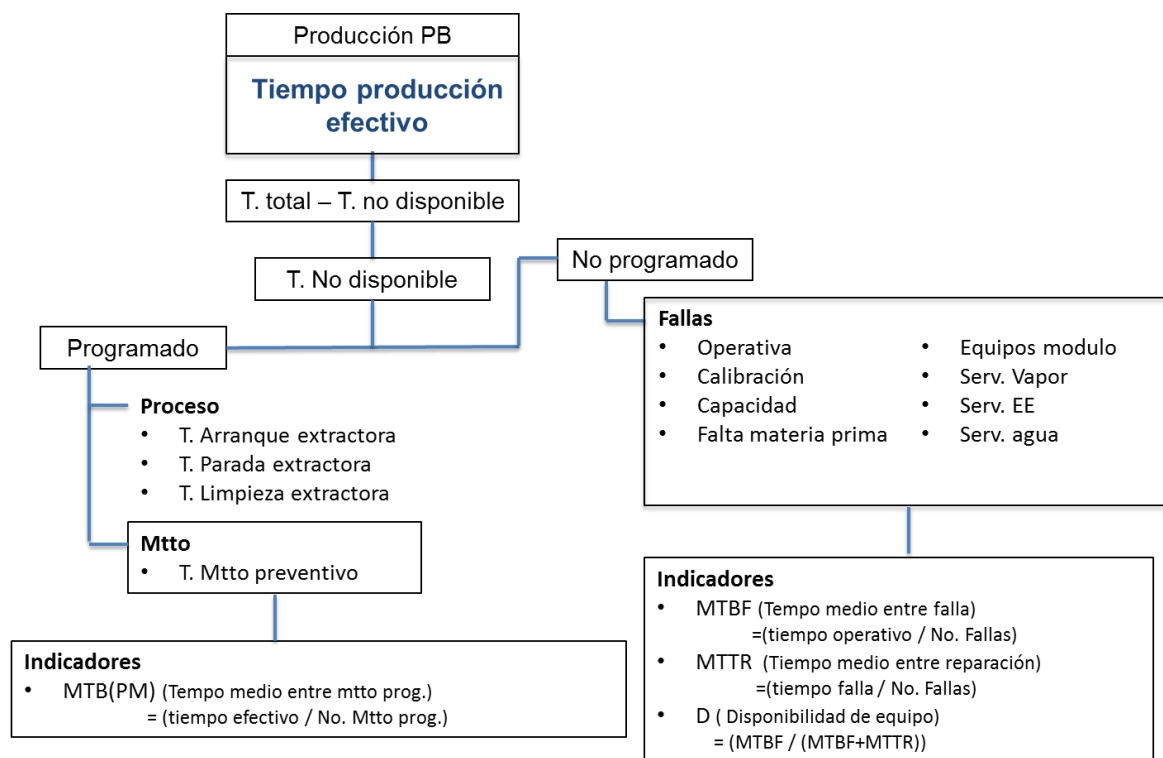 Producción PB
Tiempo producción
efectivo
T. total – T. no disponible
T. No disponible
No programado
Programado
Proceso
• T. Arranque extractora
• T. Parada extractora
• T. Limpieza extractora
Mtto
• T. Mtto preventivo
Indicadores
• MTB(PM) (Tempo medio entre mtto prog.)
= (tiempo efectivo / No. Mtto prog.)
Fallas
• Operativa
• Calibración
• Capacidad
• Falta materia prima
• Equipos modulo
• Serv. Vapor
• Serv. EE
• Serv. agua
Indicadores
• MTBF (Tempo medio entre falla)
=(tiempo operativo / No. Fallas)
• MTTR (Tiempo medio entre reparación)
=(tiempo falla / No. Fallas)
• D ( Disponibilidad de equipo)
= (MTBF / (MTBF+MTTR))